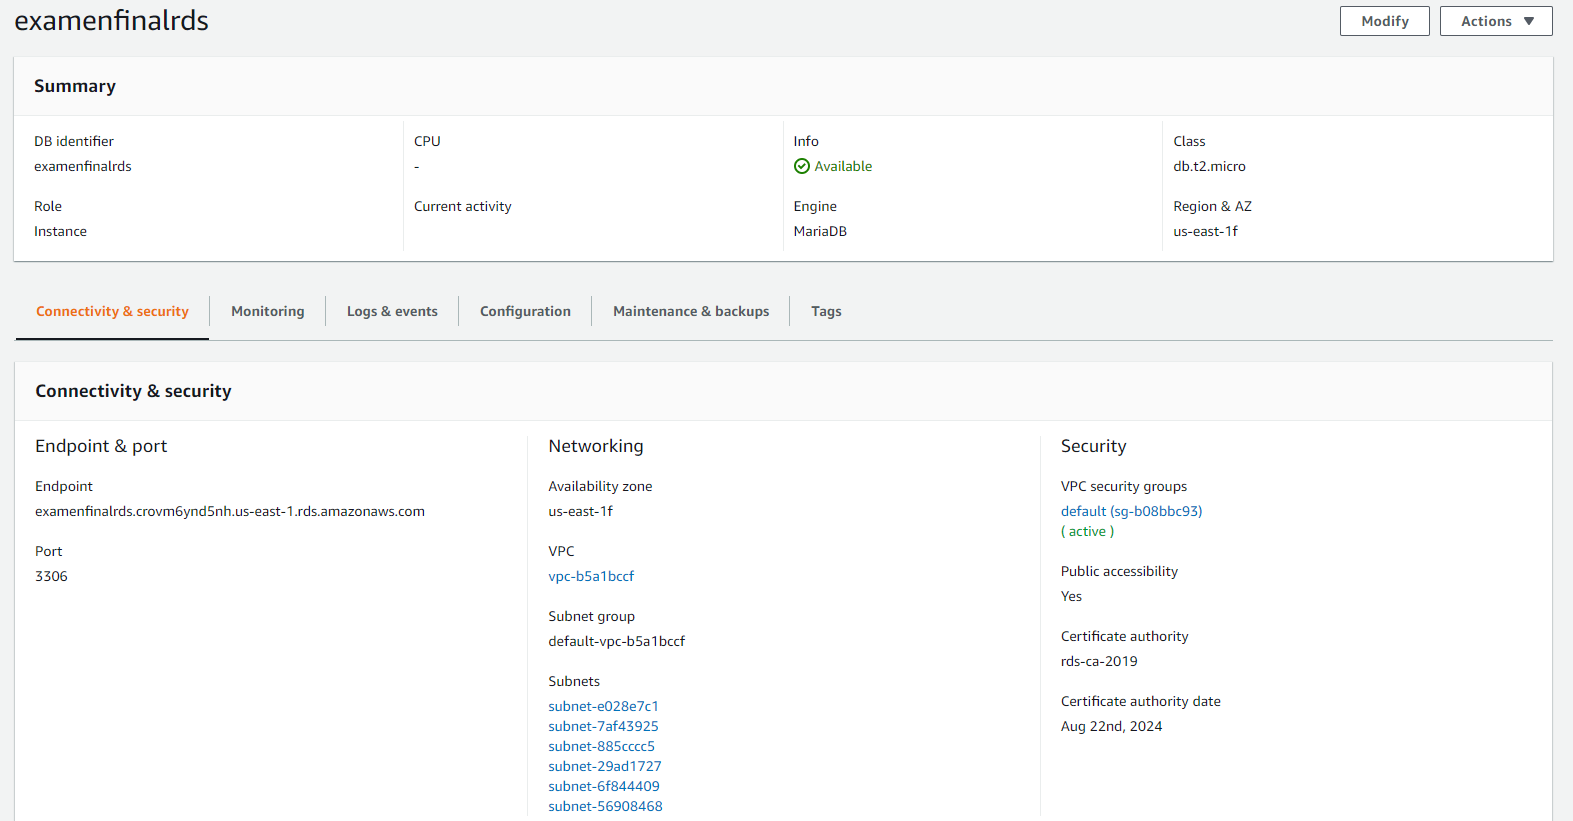 examenfinalrds
Modify
Actions
Summary
DB identifier
examenfinalrds
CPU
-
Info
Available
Class
db.t2.micro
Role
Instance
Current activity
Engine
MariaDB
Region & AZ
us-east-1f
Connectivity & security
Monitoring
Logs & events
Configuration
Maintenance & backups
Tags
Connectivity & security
Endpoint & port
Endpoint
examenfinalrds.crovm6ynd5nh.us-east-1.rds.amazonaws.com
Port
3306
Networking
Availability zone
us-east-1f
VPC
vpc-b5a1bccf
Subnet group
default-vpc-b5a1bccf
Subnets
subnet-e028e7c1
subnet-7af43925
subnet-885cccc5
subnet-29ad1727
subnet-6f844409
subnet-56908468
Security
VPC security groups
default (sg-b08bbc93)
( active )
Public accessibility
Yes
Certificate authority
rds-ca-2019
Certificate authority date
Aug 22nd, 2024